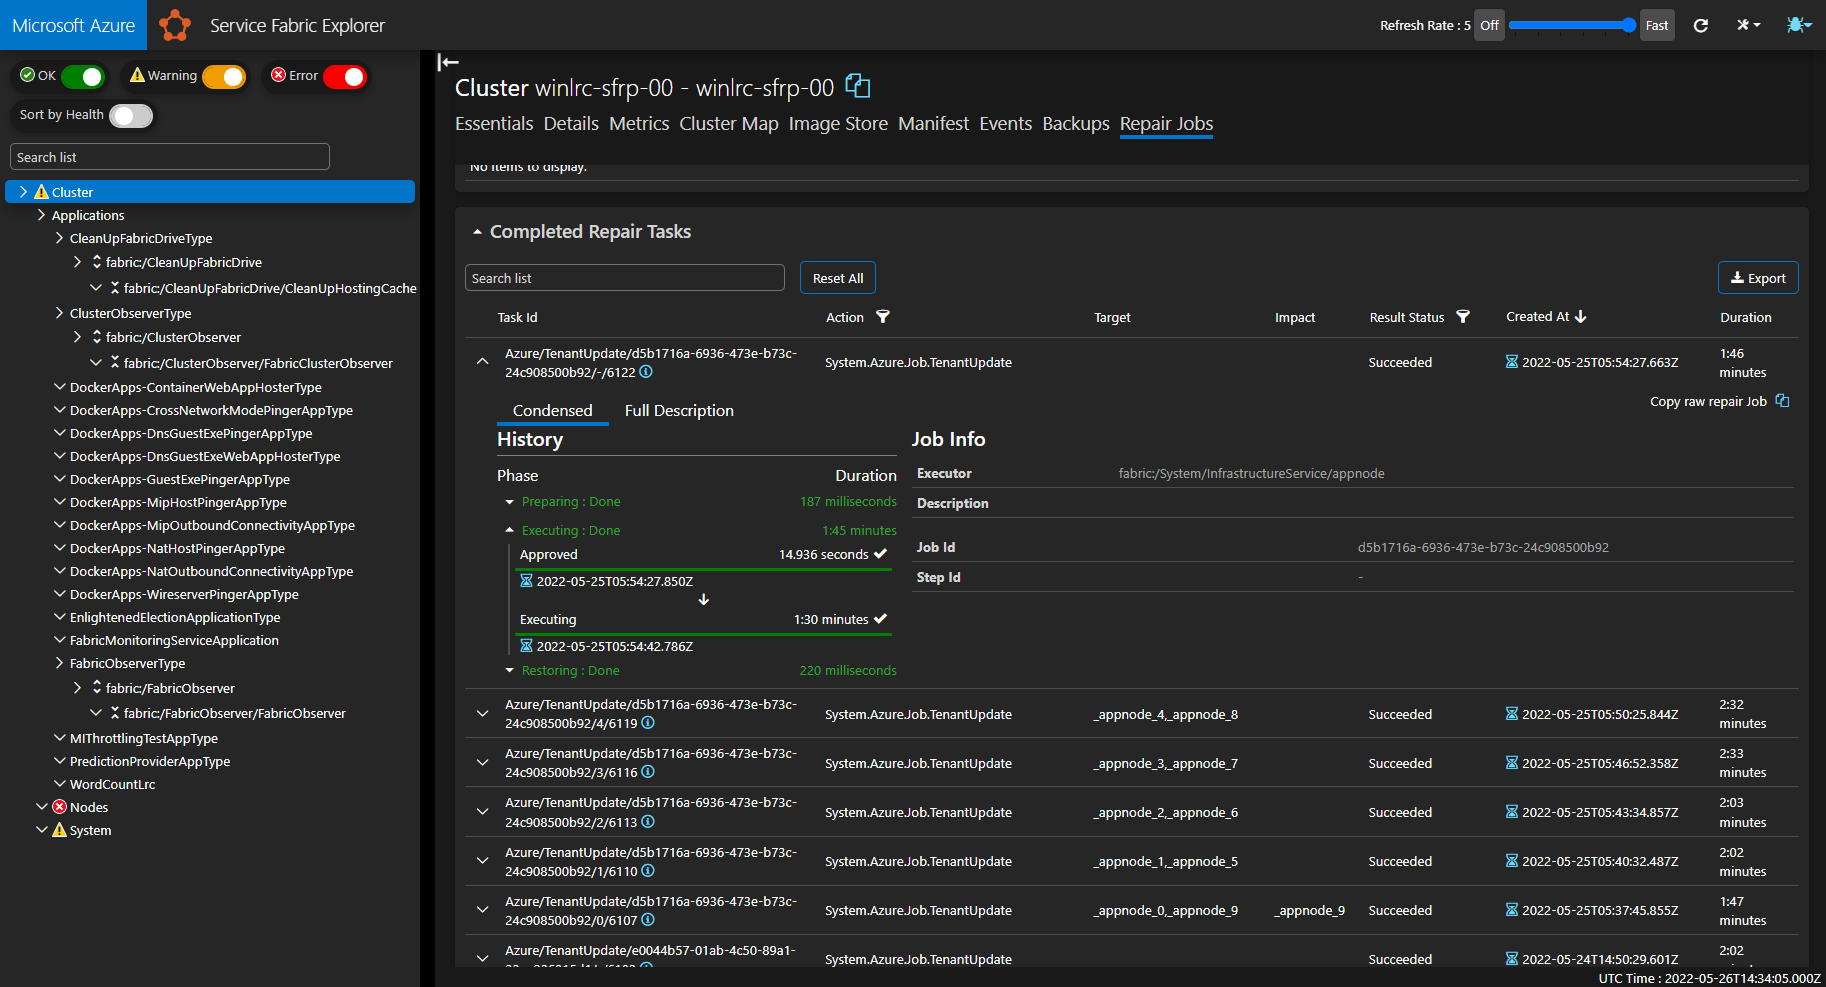 Microsoft Azure
Service Fabric Explorer
Refresh Rate : 5
Off
Fast
OK
Warning
Error
Sort by Health
Search list
Cluster
Applications
CleanUpFabricDriveType
fabric:/CleanUpFabricDrive
fabric:/CleanUpFabricDrive/CleanUpHostingCache
ClusterObserverType
fabric:/ClusterObserver
fabric:/ClusterObserver/FabricClusterObserver
DockerApps-ContainerWebAppHosterType
DockerApps-CrossNetworkModePingerAppType
DockerApps-DnsGuestExePingerAppType
DockerApps-DnsGuestExeWebAppHosterType
DockerApps-GuestExePingerAppType
DockerApps-MipHostPingerAppType
DockerApps-MipOutboundConnectivityAppType
DockerApps-NatHostPingerAppType
DockerApps-NatOutboundConnectivityAppType
DockerApps-WireserverPingerAppType
EnlightenedElectionApplicationType
FabricMonitoringServiceApplication
FabricObserverType
fabric:/FabricObserver
fabric:/FabricObserver/FabricObserver
MIThrottlingTestAppType
PredictionProviderAppType
WordCountLrc
Nodes
System
Cluster winlrc-sfrp-00 - winlrc-sfrp-00
Essentials Details Metrics Cluster Map Image Store Manifest Events Backups Repair Jobs
No items to display.
Completed Repair Tasks
Search list
Reset All
Export
Task Id Action Target Impact Result Status Created At Duration
Azure/TenantUpdate/d5b1716a-6936-473e-b73c-
24c908500b92/-/6122
System.Azure.Job.TenantUpdate
Succeeded
2022-05-25T05:54:27.663Z
1:46
minutes
Copy raw repair Job
Condensed
Full Description
History
Phase Duration
Preparing : Done 187 milliseconds
Executing : Done 1:45 minutes
Approved 14.936 seconds
2022-05-25T05:54:27.850Z
Executing 1:30 minutes
2022-05-25T05:54:42.786Z
Restoring : Done 220 milliseconds
Job Info
Executor fabric:/System/InfrastructureService/appnode
Description
Job Id d5b1716a-6936-473e-b73c-24c908500b92
Step Id -
Azure/TenantUpdate/d5b1716a-6936-473e-b73c-
24c908500b92/4/6119
System.Azure.Job.TenantUpdate
_appnode_4,_appnode_8
Succeeded
2022-05-25T05:50:25.844Z
2:32
minutes
Azure/TenantUpdate/d5b1716a-6936-473e-b73c-
24c908500b92/3/6116
System.Azure.Job.TenantUpdate
_appnode_3,_appnode_7
Succeeded
2022-05-25T05:46:52.358Z
2:33
minutes
Azure/TenantUpdate/d5b1716a-6936-473e-b73c-
24c908500b92/2/6113
System.Azure.Job.TenantUpdate
_appnode_2,_appnode_6
Succeeded
2022-05-25T05:43:34.857Z
2:03
minutes
Azure/TenantUpdate/d5b1716a-6936-473e-b73c-
24c908500b92/1/6110
System.Azure.Job.TenantUpdate
_appnode_1,_appnode_5
Succeeded
2022-05-25T05:40:32.487Z
2:02
minutes
Azure/TenantUpdate/d5b1716a-6936-473e-b73c-
24c908500b92/0/6107
System.Azure.Job.TenantUpdate
_appnode_0,_appnode_9
_appnode_9
Succeeded
2022-05-25T05:37:45.855Z
1:47
minutes
Azure/TenantUpdate/e0044b57-01ab-4c50-89a1-
System.Azure.Job.TenantUpdate
Succeeded
2022-05-24T14:50:29.601Z
2:02
UTC Time : 2022-05-26T14:34:05.000Z